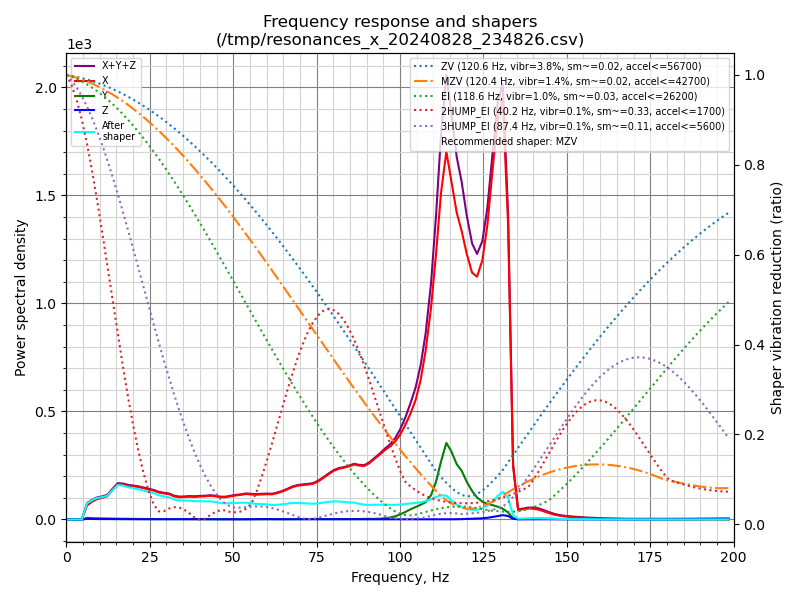 Frequency response and shapers
(/tmp/resonances_x_20240828_234826.csv)
1e3
X+Y+Z
X
Y
Z
After
shaper
ZV (120.6 Hz, vibr=3.8%, sm~=0.02, accel<=56700)
MZV (120.4 Hz, vibr=1.4%, sm~=0.02, accel<=42700)
EI (118.6 Hz, vibr=1.0%, sm~=0.03, accel<=26200)
2HUMP_EI (40.2 Hz, vibr=0.1%, sm~=0.33, accel<=1700)
3HUMP_EI (87.4 Hz, vibr=0.1%, sm~=0.11, accel<=5600)
Recommended shaper: MZV
Power spectral density
2.0
1.5
1.0
0.5
0.0
1.0
0.8
0.6
0.4
0.2
0.0
Shaper vibration reduction (ratio)
0 25 50 75 100 125 150 175 200
Frequency, Hz